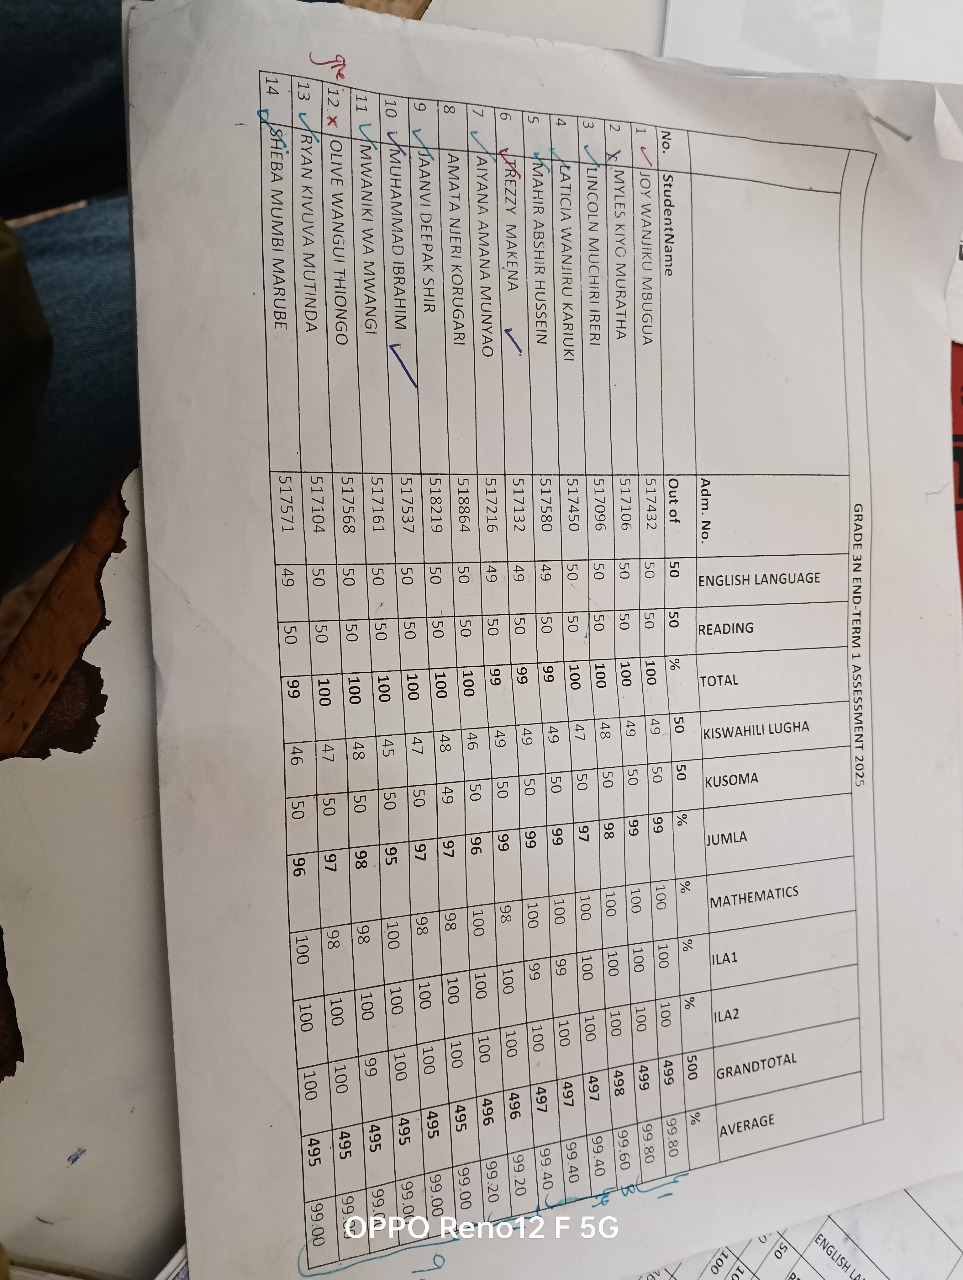 GRADE 3N END-TERM 1 ASSESSMENT 2025
Adm. No. ENGLISH LANGUAGE READING TOTAL KISWAHILI LUGHA KUSOMA JUMLA MATHEMATICS ILA1 ILA2 GRANDTOTAL AVERAGE
No. StudentName Out of 50 50 % 50 50 % % % % 500 %
1 JOY WANJIKU MBUGUA 517432 50 50 100 49 50 99 100 100 100 499 99.80
2 MYLES KIYG MURATHA 517106 50 50 100 49 50 99 100 100 100 499 99.80
3 LINCOLN MUCHIRI IRERI 517096 50 50 100 48 50 98 100 100 100 498 99.60
4 LATICIA WANJIRU KARIUKI 517450 50 50 100 47 50 97 100 100 100 497 99.40
5 MAHIR ABSHIR HUSSEIN 517580 49 50 99 49 50 99 100 99 100 497 99.40
6 TREZZY MAKENA 517132 49 50 99 49 50 99 100 99 100 497 99.40
7 AIYANA AMANA MUNYAO 517216 49 50 99 49 50 99 98 100 100 496 99.20
8 AMATA NJERI KORUGARI 518864 50 50 100 46 50 96 100 100 100 496 99.20
9 AANVI DEEPAK SHIR 518219 50 50 100 48 49 97 98 100 100 495 99.00
10 MUHAMMAD IBRAHIM 517537 50 50 100 47 50 97 98 100 100 495 99.00
11 MWANIKI WA MWANGI 517161 50 50 100 45 50 95 100 100 100 495 99.00
12 OLIVE WANGUI THIONGO 517568 50 50 100 48 50 98 98 100 99 495
13 RYAN KIVUVA MUTINDA 517104 50 50 100 47 50 97 98 100 100 495
14 SHEBA MUMBI MARUBE 517571 49 50 99 46 50 96 100 100 100 495 99.00
OPPO Reno12 F 5G
ENGLISH
50
100